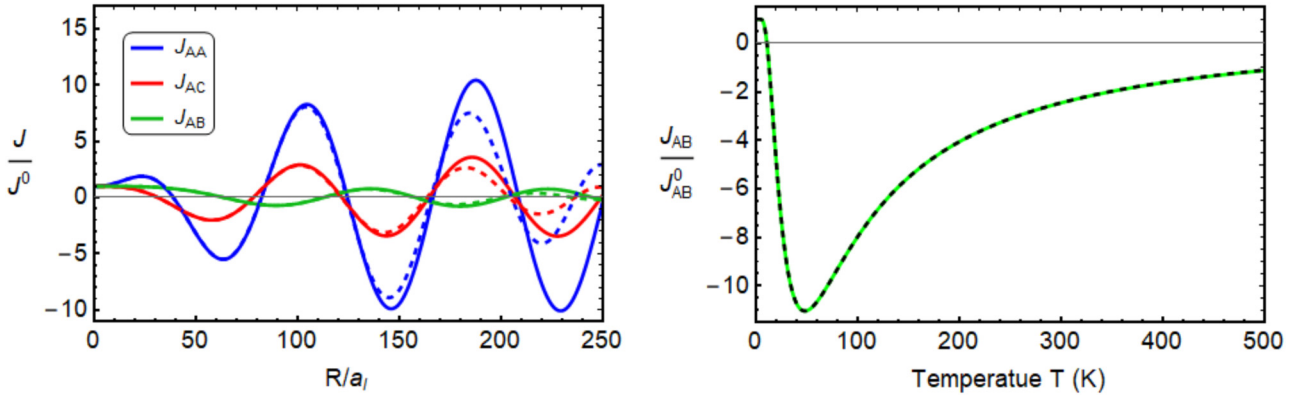 15
10
5
0
−5
−10
J
J⁰
J_AA
J_AC
J_AB
0 50 100 150 200 250
R/a_l
0
−2
−4
−6
−8
−10
J_AB
J⁰_AB
0 100 200 300 400 500
Temperatue T (K)